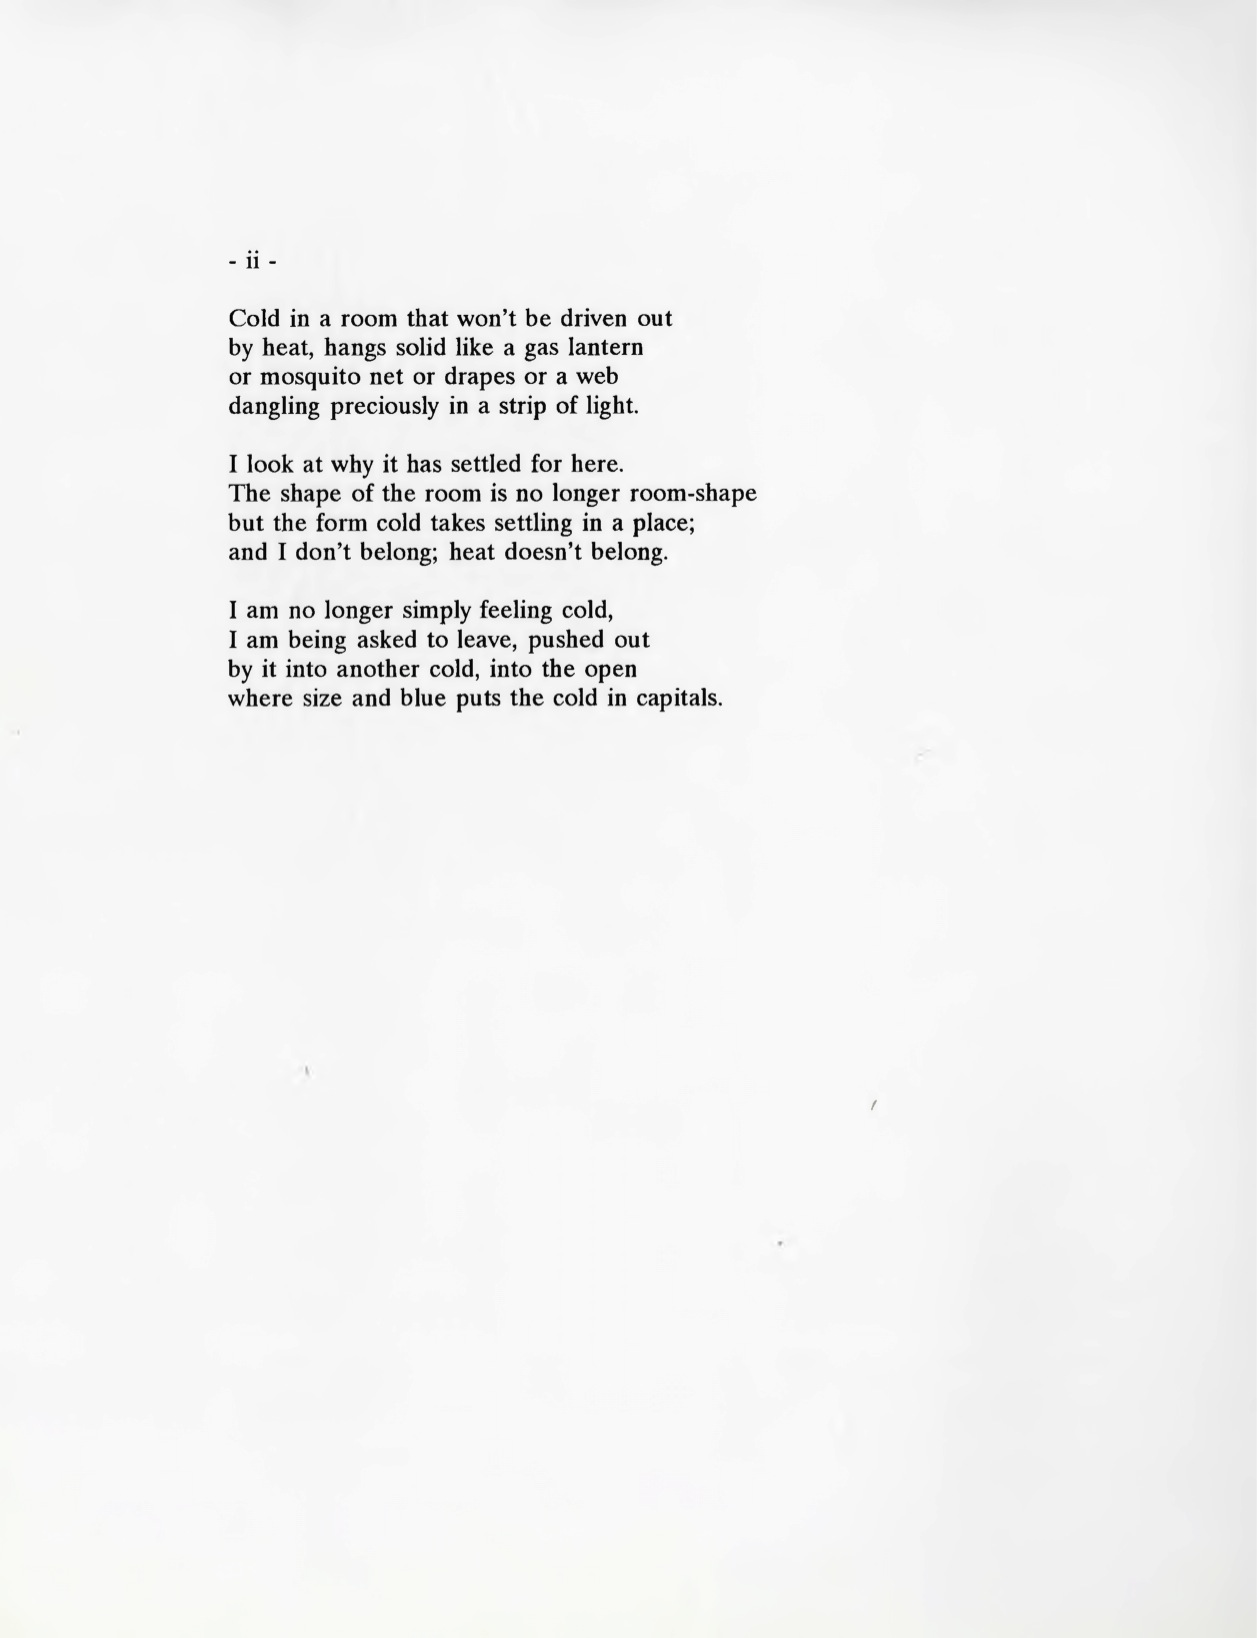 - ii -
Cold in a room that won't be driven out
by heat, hangs solid like a gas lantern
or mosquito net or drapes or a web
dangling preciously in a strip of light.
I look at why it has settled for here.
The shape of the room is no longer room-shape
but the form cold takes settling in a place;
and I don't belong; heat doesn't belong.
I am no longer simply feeling cold,
I am being asked to leave, pushed out
by it into another cold, into the open
where size and blue puts the cold in capitals.